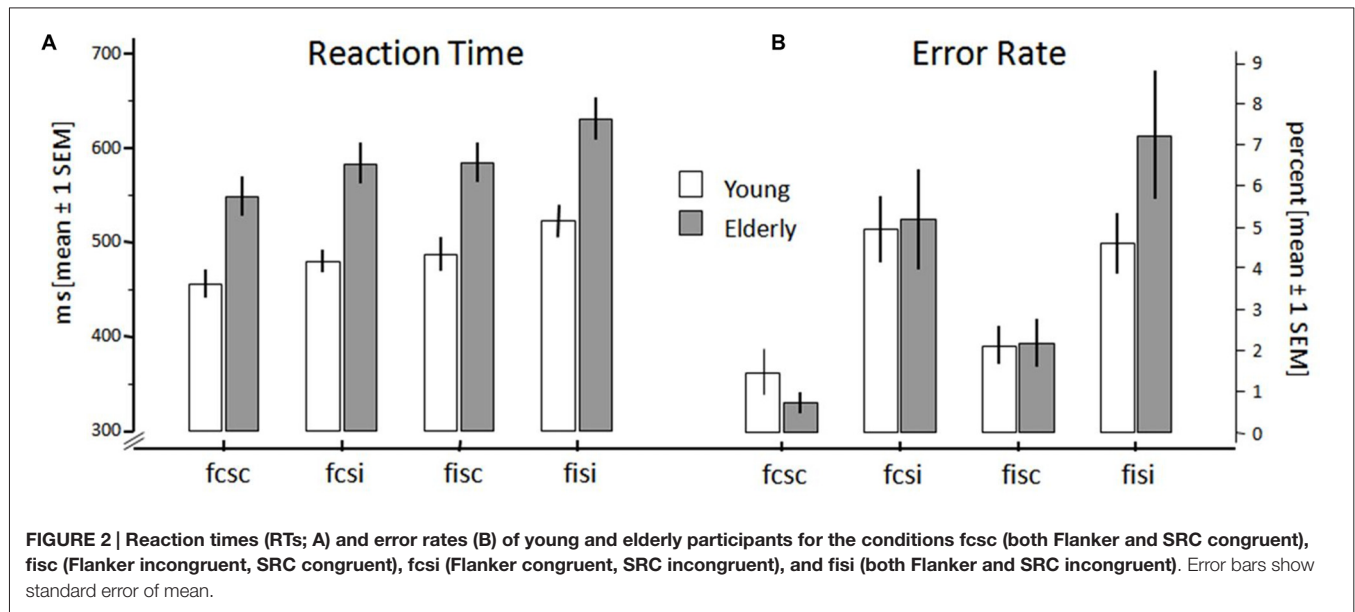 A
Reaction Time
700
600
500
400
300
ms[mean ± 1 SEM]
fcsc
fcsi
fisc
fisi
Young
Elderly
B
Error Rate
9
8
7
6
5
4
3
2
1
0
percent[mean ± 1 SEM]
fcsc
fcsi
fisc
fisi
FIGURE 2 | Reaction times (RTs; A) and error rates (B) of young and elderly participants for the conditions fcsc (both Flanker and SRC congruent),
fisc (Flanker incongruent, SRC congruent), fcsi (Flanker congruent, SRC incongruent), and fisi (both Flanker and SRC incongruent). Error bars show
standard error of mean.